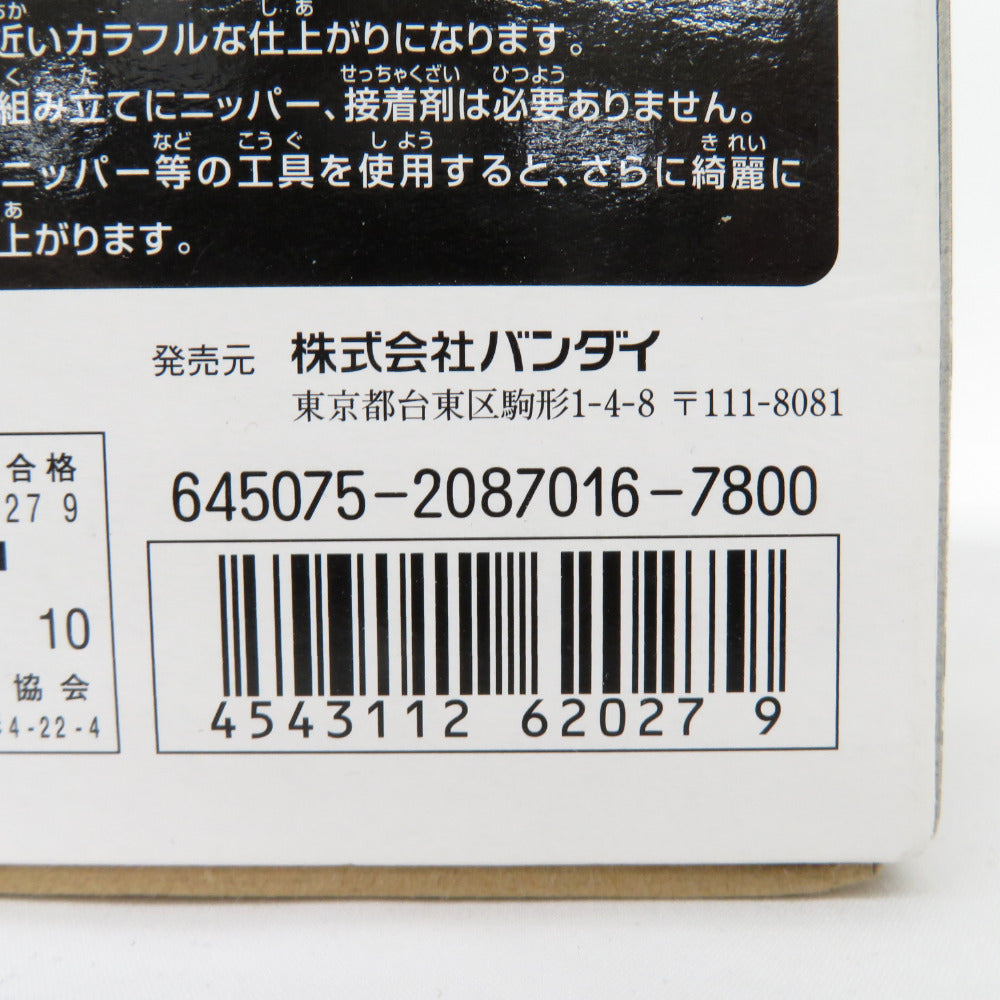 近いカラフルな仕上がりになります。
組み立てにニッパー、接着剤は必要ありません。
ニッパー等の工具を使用すると、さらに綺麗に
上がります。
発売元 株式会社バンダイ
東京都台東区駒形1-4-8 〒111-8081
合格
27 9
10
協会
4-22-4
645075-2087016-7800
4543112 62027 9